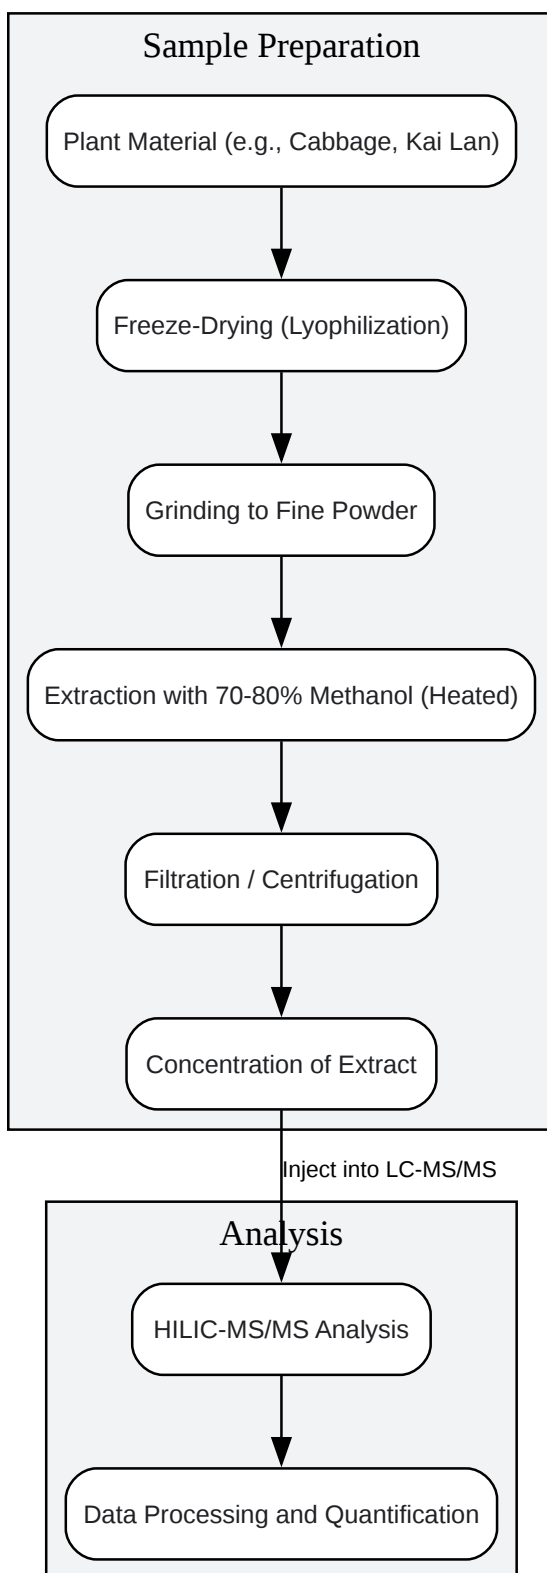 Sample Preparation
Plant Material (e.g., Cabbage, Kai Lan)
Freeze-Drying (Lyophilization)
Grinding to Fine Powder
Extraction with 70-80% Methanol (Heated)
Filtration / Centrifugation
Concentration of Extract
Inject into LC-MS/MS
Analysis
HILIC-MS/MS Analysis
Data Processing and Quantification